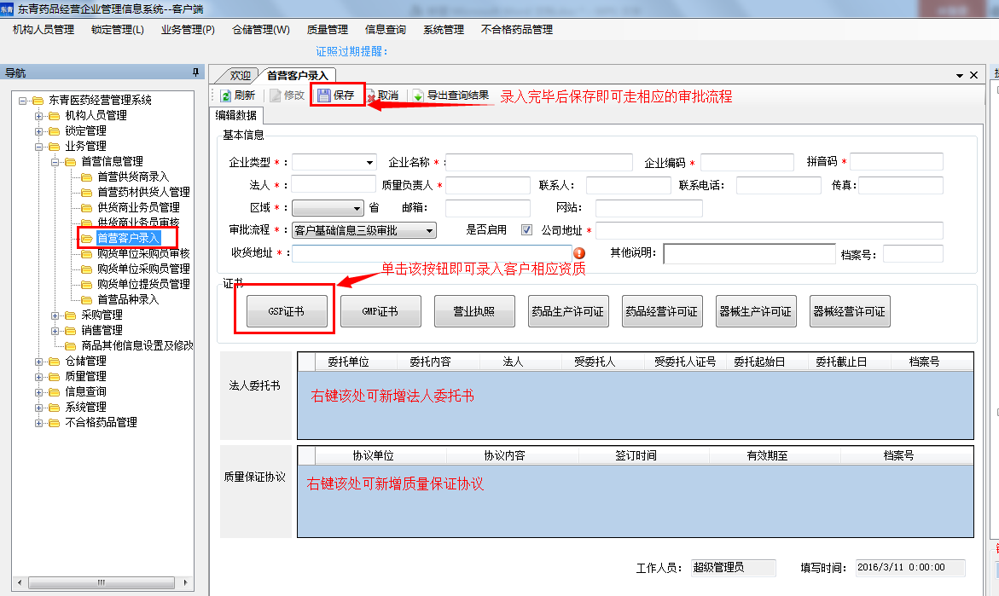 东青 东青药品经营企业管理信息系统--客户端
机构人员管理 锁定管理(L) 业务管理(P) 仓储管理(W) 质量管理 信息查询 系统管理 不合格药品管理
证照过期提醒：
导航
东青医药经营管理系统
机构人员管理
锁定管理
业务管理
首营信息管理
首营供货商录入
首营药材供货人管理
供货商业务员管理
供货商业务员审核
首营客户录入
购货单位采购员审核
购货单位采购员管理
购货单位提货员管理
首营品种录入
采购管理
销售管理
商品其他信息设置及修改
仓储管理
质量管理
信息查询
系统管理
不合格药品管理
欢迎 首营客户录入
刷新 修改 保存 取消 导出查询结果 录入完毕后保存即可走相应的审批流程
编辑数据
基本信息
企业类型 *： 企业名称 *： 企业编码 * 拼音码 *
法人 *： 质量负责人 * 联系人： 联系电话： 传真：
区域 *： 省 邮箱： 网站：
审批流程 *： 客户基础信息三级审批 是否启用 公司地址 *
收货地址 *： 其他说明： 档案号：
单击该按钮即可录入客户相应资质
证书
GSP证书 GMP证书 营业执照 药品生产许可证 药品经营许可证 器械生产许可证 器械经营许可证
法人委托书
委托单位 委托内容 法人 受委托人 受委托人证号 委托起始日 委托截止日 档案号
右键该处可新增法人委托书
质量保证协议
协议单位 协议内容 签订时间 有效期至 档案号
右键该处可新增质量保证协议
工作人员： 超级管理员 填写时间： 2016/3/11 0:00:00